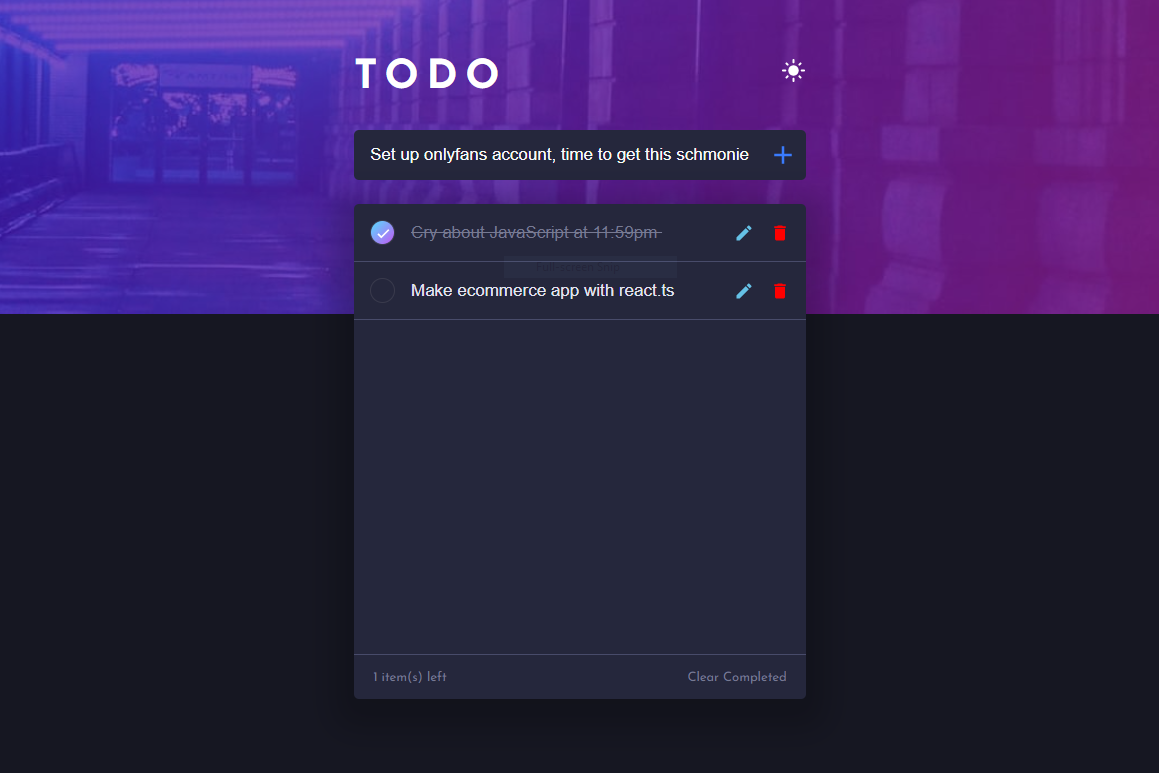 TODO
Set up onlyfans account, time to get this schmonie
Cry about JavaScript at 11:59pm
Make ecommerce app with react.ts
1 item(s) left
Clear Completed